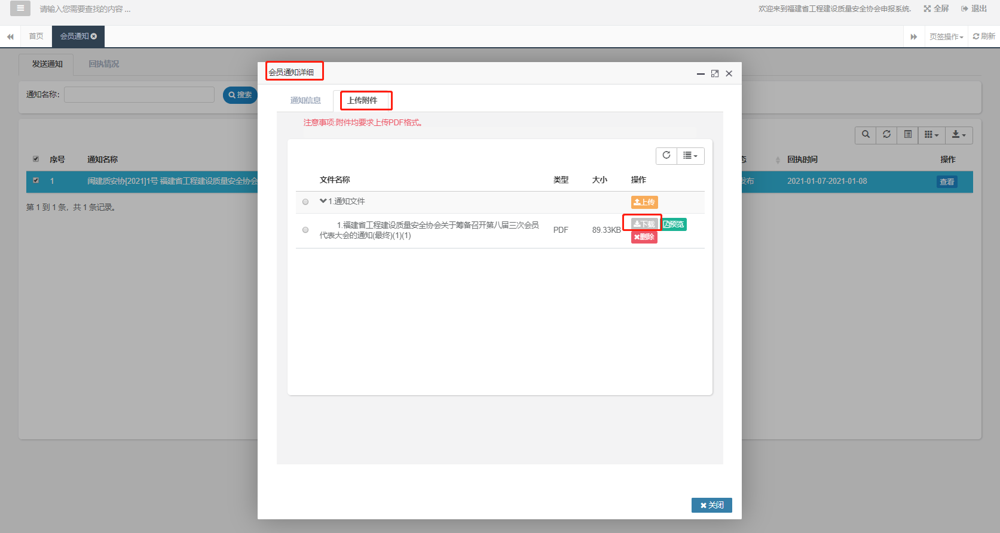 请输入您需要查找的内容 ...
欢迎来到福建省工程建设质量安全协会申报系统.
全屏
退出
首页
会员通知
页签操作
刷新
发送通知
回执情况
通知名称:
搜索
会员通知详细
通知信息
上传附件
注意事项:附件均要求上传PDF格式。
序号
通知名称
态
回执时间
操作
1
闽建质安协[2021]1号 福建省工程建设质量安全协会
发布
2021-01-07-2021-01-08
查看
第 1 到 1 条，共 1 条记录。
文件名称
类型
大小
操作
1.通知文件
上传
1.福建省工程建设质量安全协会关于筹备召开第八届三次会员
代表大会的通知(最终)(1)(1)
PDF
89.33KB
下载
预览
删除
关闭